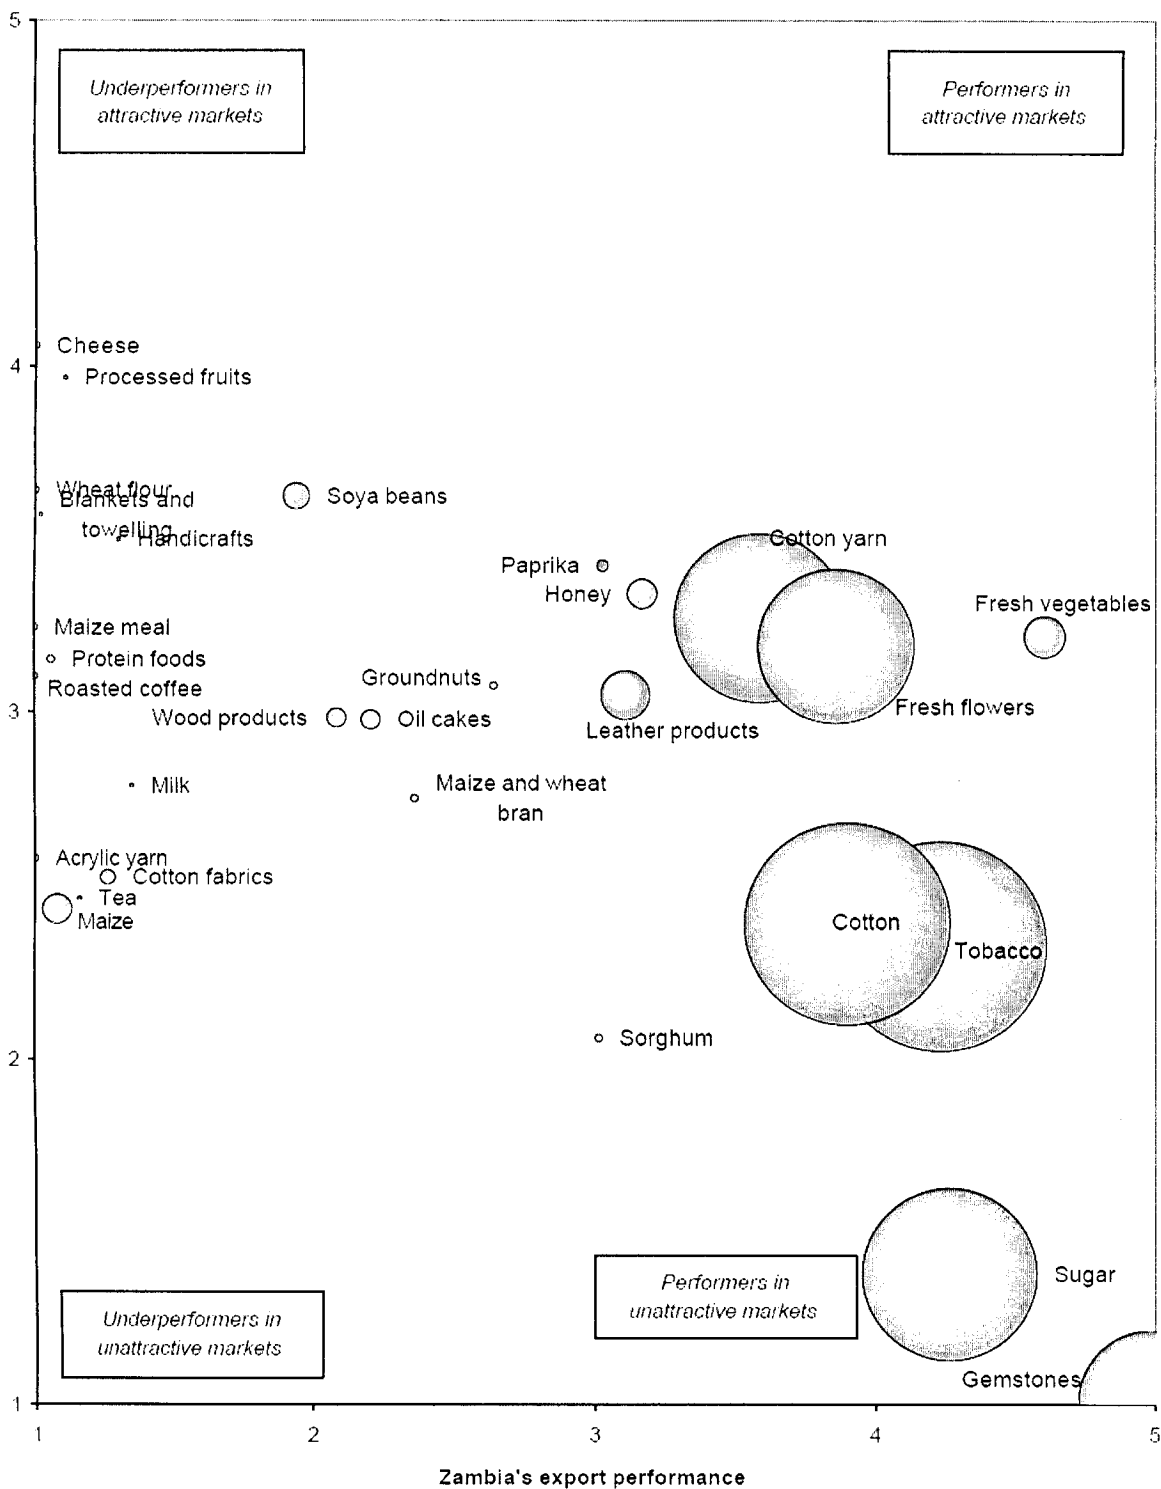 5
Underperformers in
attractive markets
Performers in
attractive markets
Cheese
4
Processed fruits
Wheat flour
Blankets and
towelling
Soya beans
Handicrafts
Cotton yarn
Paprika
Honey
Fresh vegetables
Maize meal
Protein foods
Roasted coffee
Groundnuts
3
Wood products
Oil cakes
Leather products
Fresh flowers
Milk
Maize and wheat
bran
Acrylic yarn
Cotton fabrics
Tea
Maize
Cotton
Tobacco
Sorghum
2
Sugar
Performers in
unattractive markets
Underperformers in
unattractive markets
Gemstones
1
1 2 3 4 5
Zambia's export performance